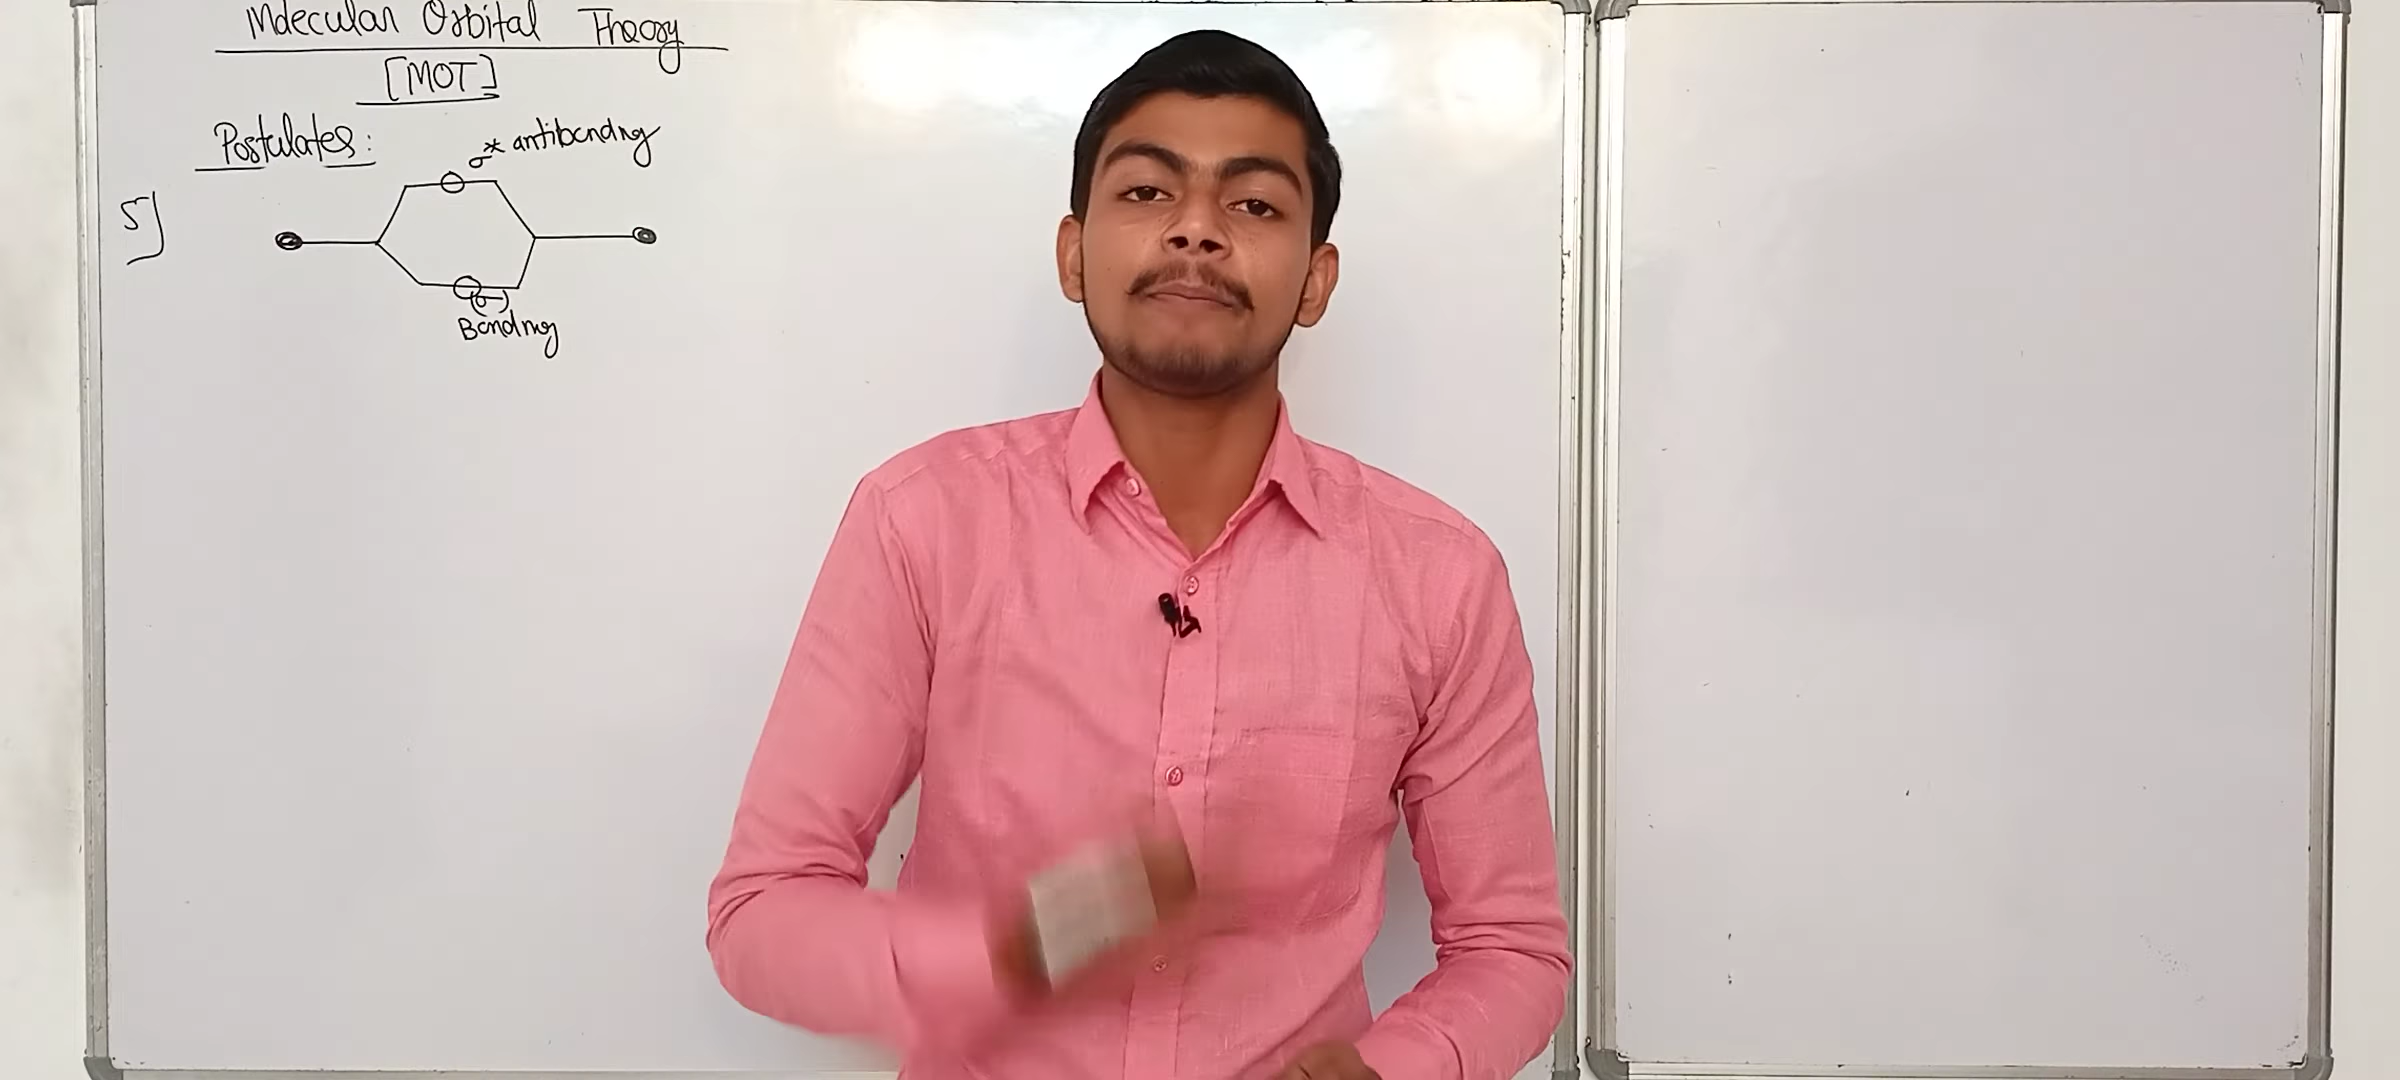 Molecular Orbital Theory
[MOT]
Postulates:
σ* antibonding
5]
(σ)
Bonding